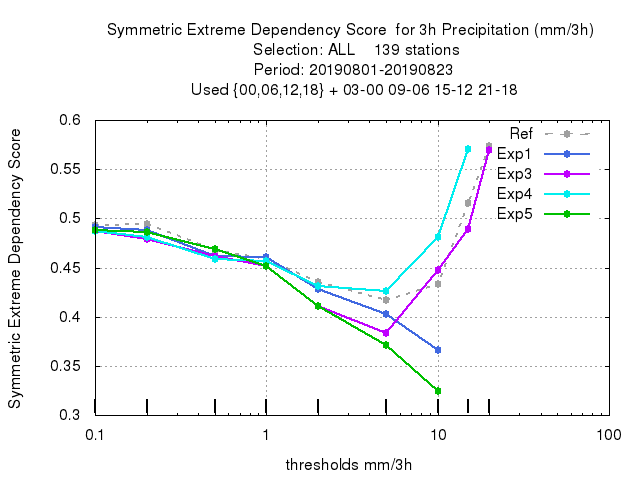 Symmetric Extreme Dependency Score  for 3h Precipitation (mm/3h)
Selection: ALL    139 stations
Period: 20190801-20190823
Used {00,06,12,18} + 03-00 09-06 15-12 21-18
Symmetric Extreme Dependency Score
0.6
0.55
0.5
0.45
0.4
0.35
0.3
Ref
Exp1
Exp3
Exp4
Exp5
0.1 1 10 100
thresholds mm/3h